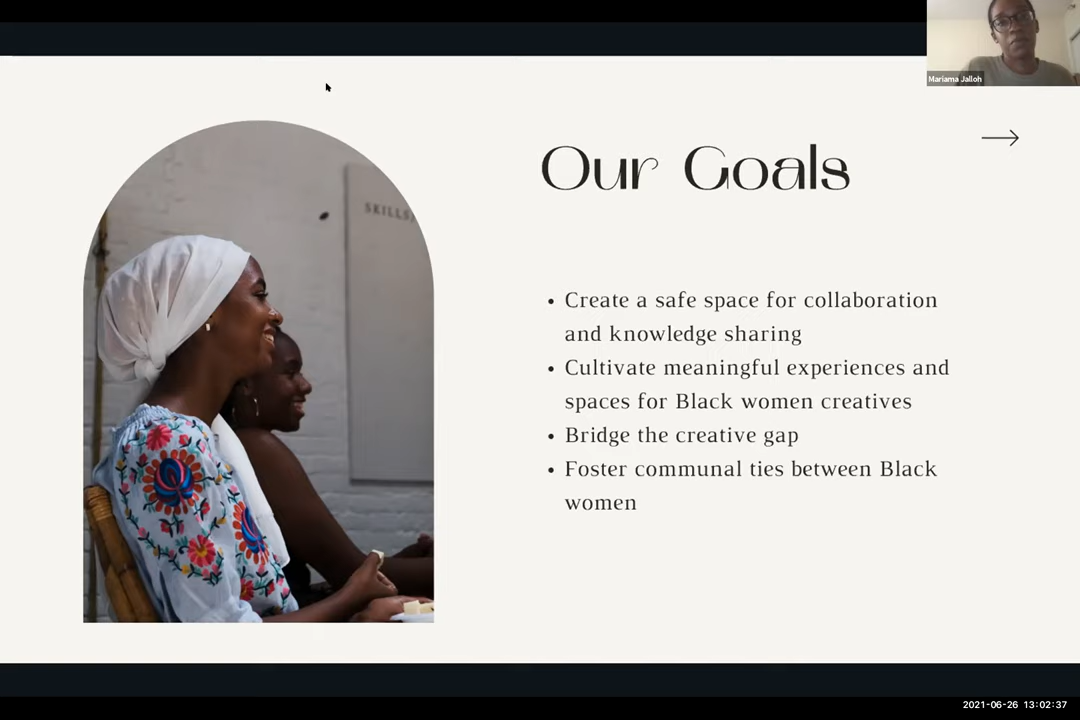 Mariama Jalloh
Our Goals
SKILLS
• Create a safe space for collaboration
and knowledge sharing
• Cultivate meaningful experiences and
spaces for Black women creatives
• Bridge the creative gap
• Foster communal ties between Black
women
2021-06-26 13:02:37